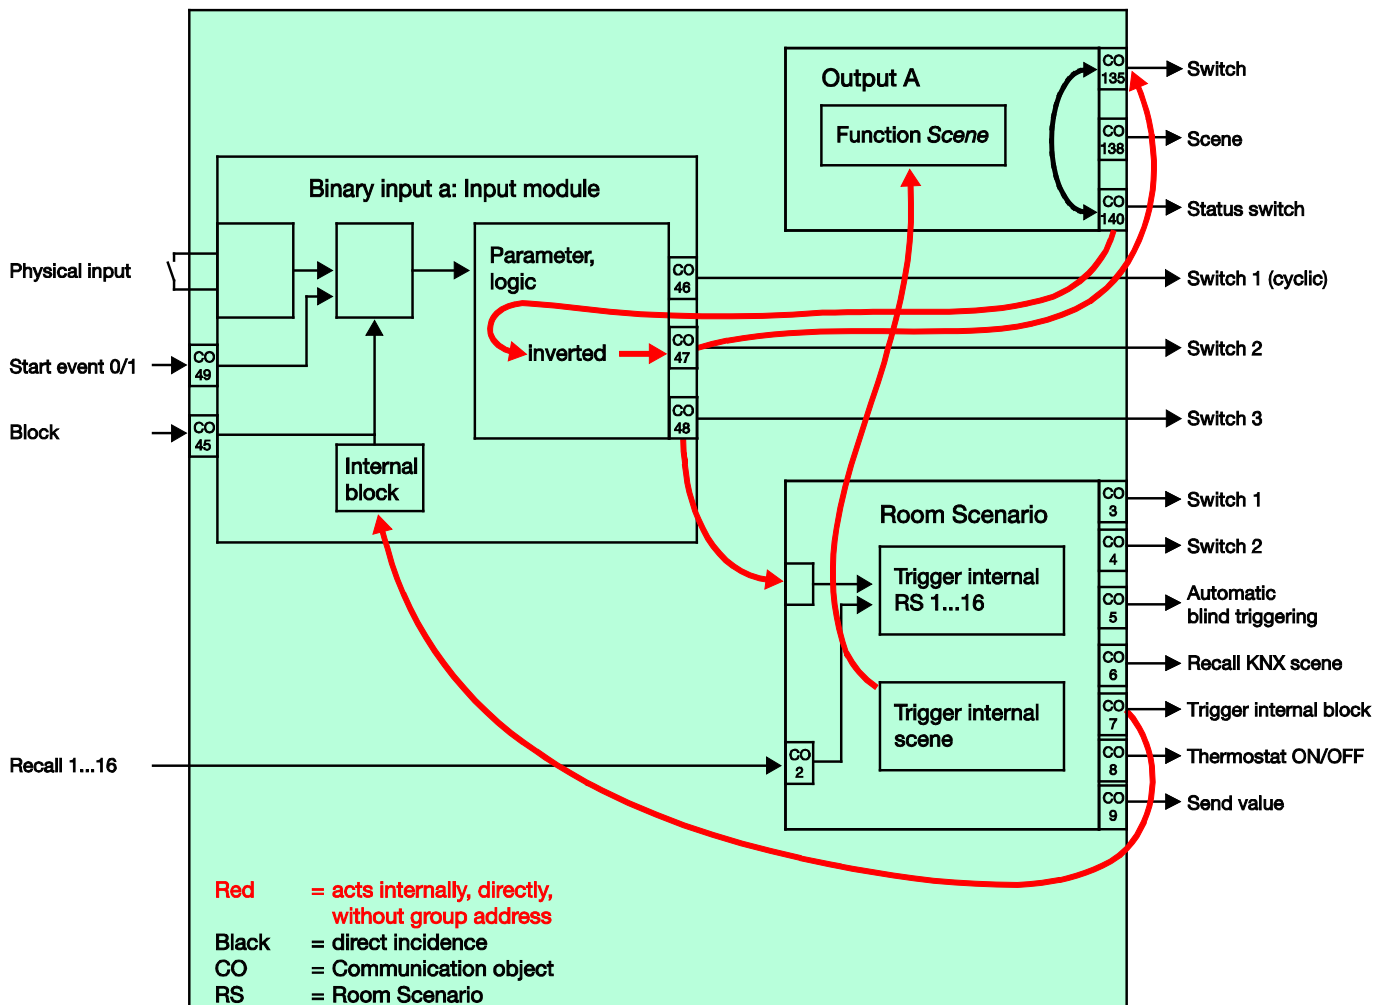 Output A
Function Scene
CO
135
Switch
CO
138
Scene
CO
140
Status switch
Binary input a: Input module
Physical input
Parameter,
logic
inverted
CO
46
Switch 1 (cyclic)
CO
47
Switch 2
CO
48
Switch 3
Start event 0/1
CO
49
Block
CO
45
Internal
block
Room Scenario
Trigger internal
RS 1...16
Trigger internal
scene
CO
3
Switch 1
CO
4
Switch 2
CO
5
Automatic
blind triggering
CO
6
Recall KNX scene
CO
7
Trigger internal block
CO
8
Thermostat ON/OFF
CO
9
Send value
Recall 1...16
CO
2
Red = acts internally, directly,
without group address
Black = direct incidence
CO = Communication object
RS = Room Scenario